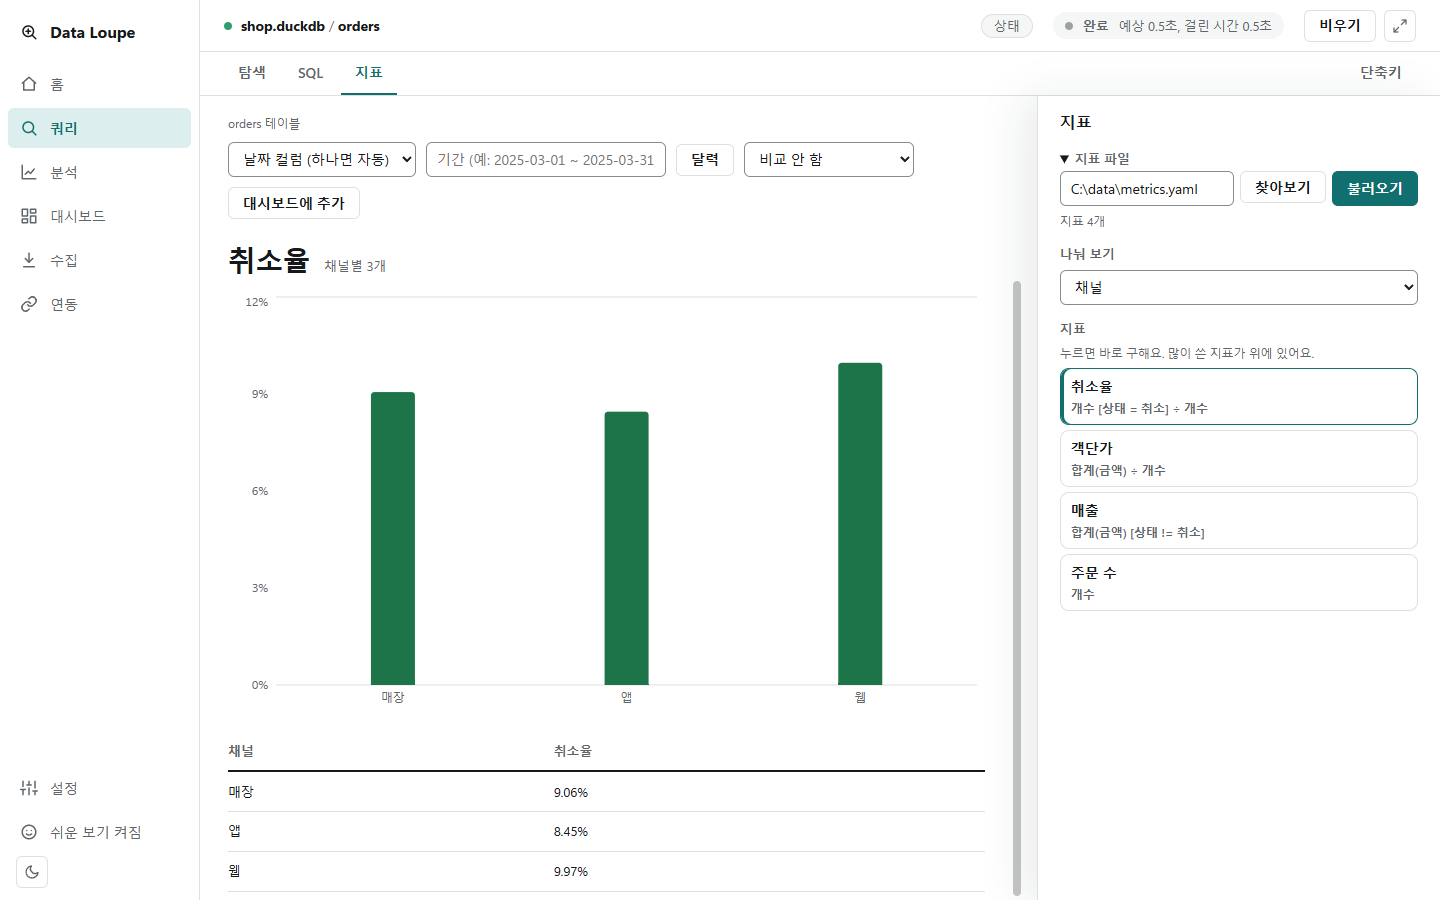 Data Loupe
홈
쿼리
분석
대시보드
수집
연동
설정
쉬운 보기 켜짐
shop.duckdb / orders
상태
완료 예상 0.5초, 걸린 시간 0.5초
비우기
탐색 SQL 지표
단축키
orders 테이블
날짜 컬럼 (하나면 자동)
기간 (예: 2025-03-01 ~ 2025-03-31
달력
비교 안 함
대시보드에 추가
취소율 채널별 3개
12%
9%
6%
3%
0%
매장 앱 웹
채널 취소율
매장 9.06%
앱 8.45%
웹 9.97%
지표
▼ 지표 파일
C:\data\metrics.yaml
찾아보기
불러오기
지표 4개
나눠 보기
채널
지표
누르면 바로 구해요. 많이 쓴 지표가 위에 있어요.
취소율
개수 [상태 = 취소] ÷ 개수
객단가
합계(금액) ÷ 개수
매출
합계(금액) [상태 != 취소]
주문 수
개수